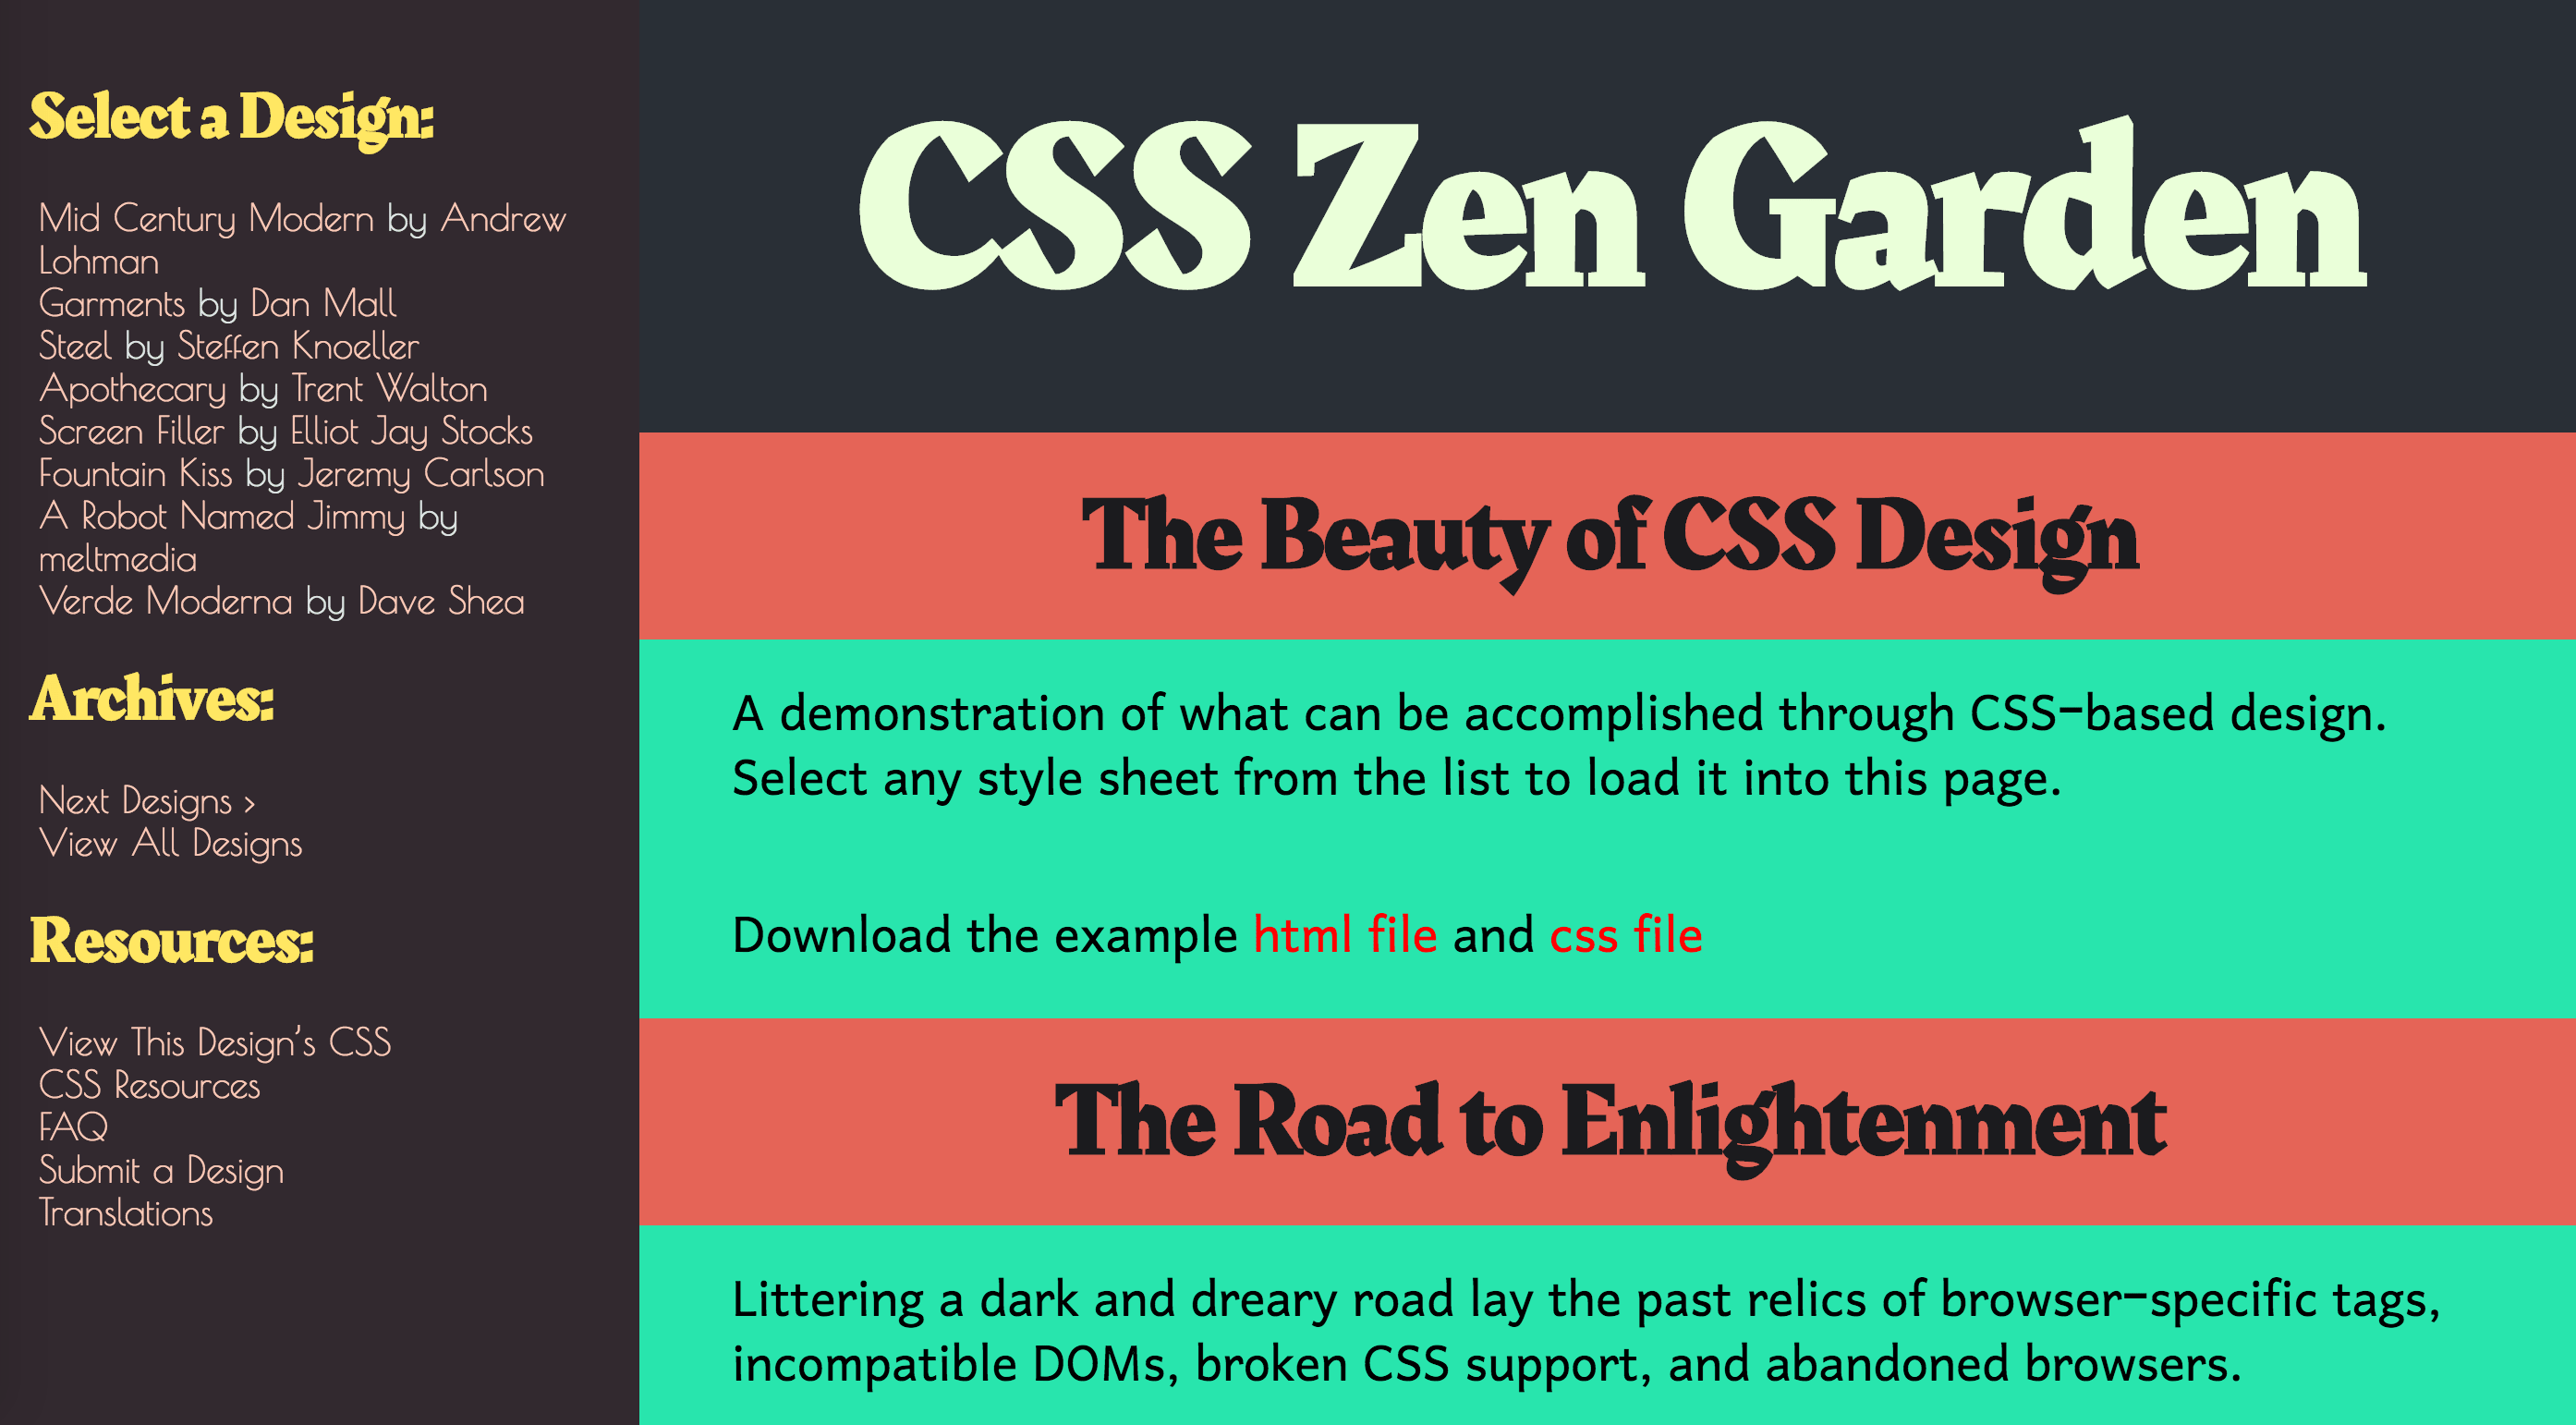 Select a Design:
Mid Century Modern by Andrew
Lohman
Garments by Dan Mall
Steel by Steffen Knoeller
Apothecary by Trent Walton
Screen Filler by Elliot Jay Stocks
Fountain Kiss by Jeremy Carlson
A Robot Named Jimmy by
meltmedia
Verde Moderna by Dave Shea
Archives:
Next Designs ›
View All Designs
Resources:
View This Design’s CSS
CSS Resources
FAQ
Submit a Design
Translations
CSS Zen Garden
The Beauty of CSS Design
A demonstration of what can be accomplished through CSS-based design.
Select any style sheet from the list to load it into this page.
Download the example html file and css file
The Road to Enlightenment
Littering a dark and dreary road lay the past relics of browser-specific tags,
incompatible DOMs, broken CSS support, and abandoned browsers.